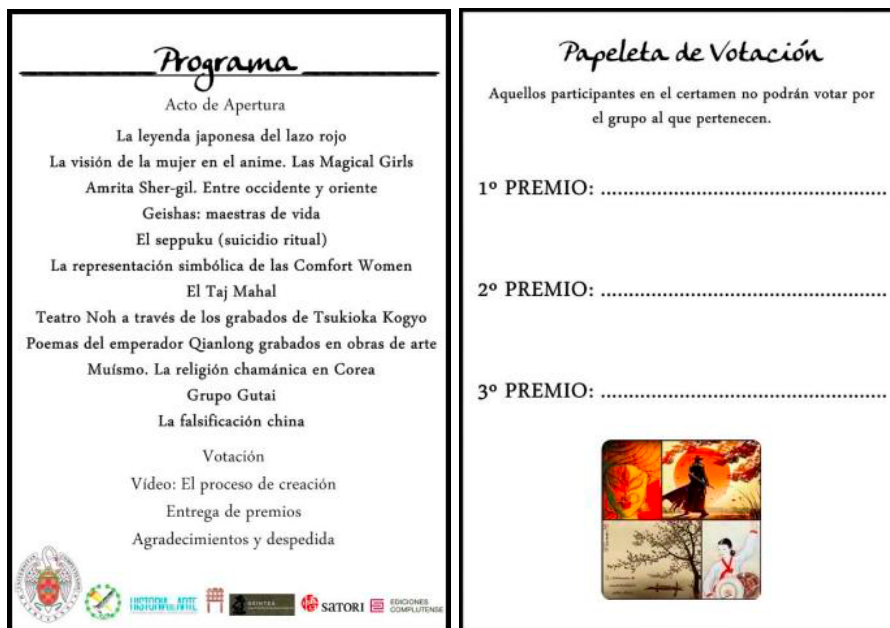 Programa
Acto de Apertura
La leyenda japonesa del lazo rojo
La visión de la mujer en el anime. Las Magical Girls
Amrita Sher-gil. Entre occidente y oriente
Geishas: maestras de vida
El seppuku (suicidio ritual)
La representación simbólica de las Comfort Women
El Taj Mahal
Teatro Noh a través de los grabados de Tsukioka Kogyo
Poemas del emperador Qianlong grabados en obras de arte
Muísmo. La religión chamánica en Corea
Grupo Gutai
La falsificación china
Votación
Vídeo: El proceso de creación
Entrega de premios
Agradecimientos y despedida
HISTORIA DEL ARTE
SATORI
EDICIONES
COMPLUTENSE
Papeleta de Votación
Aquellos participantes en el certamen no podrán votar por
el grupo al que pertenecen.
1º PREMIO: ................................................
2º PREMIO: ................................................
3º PREMIO: ................................................